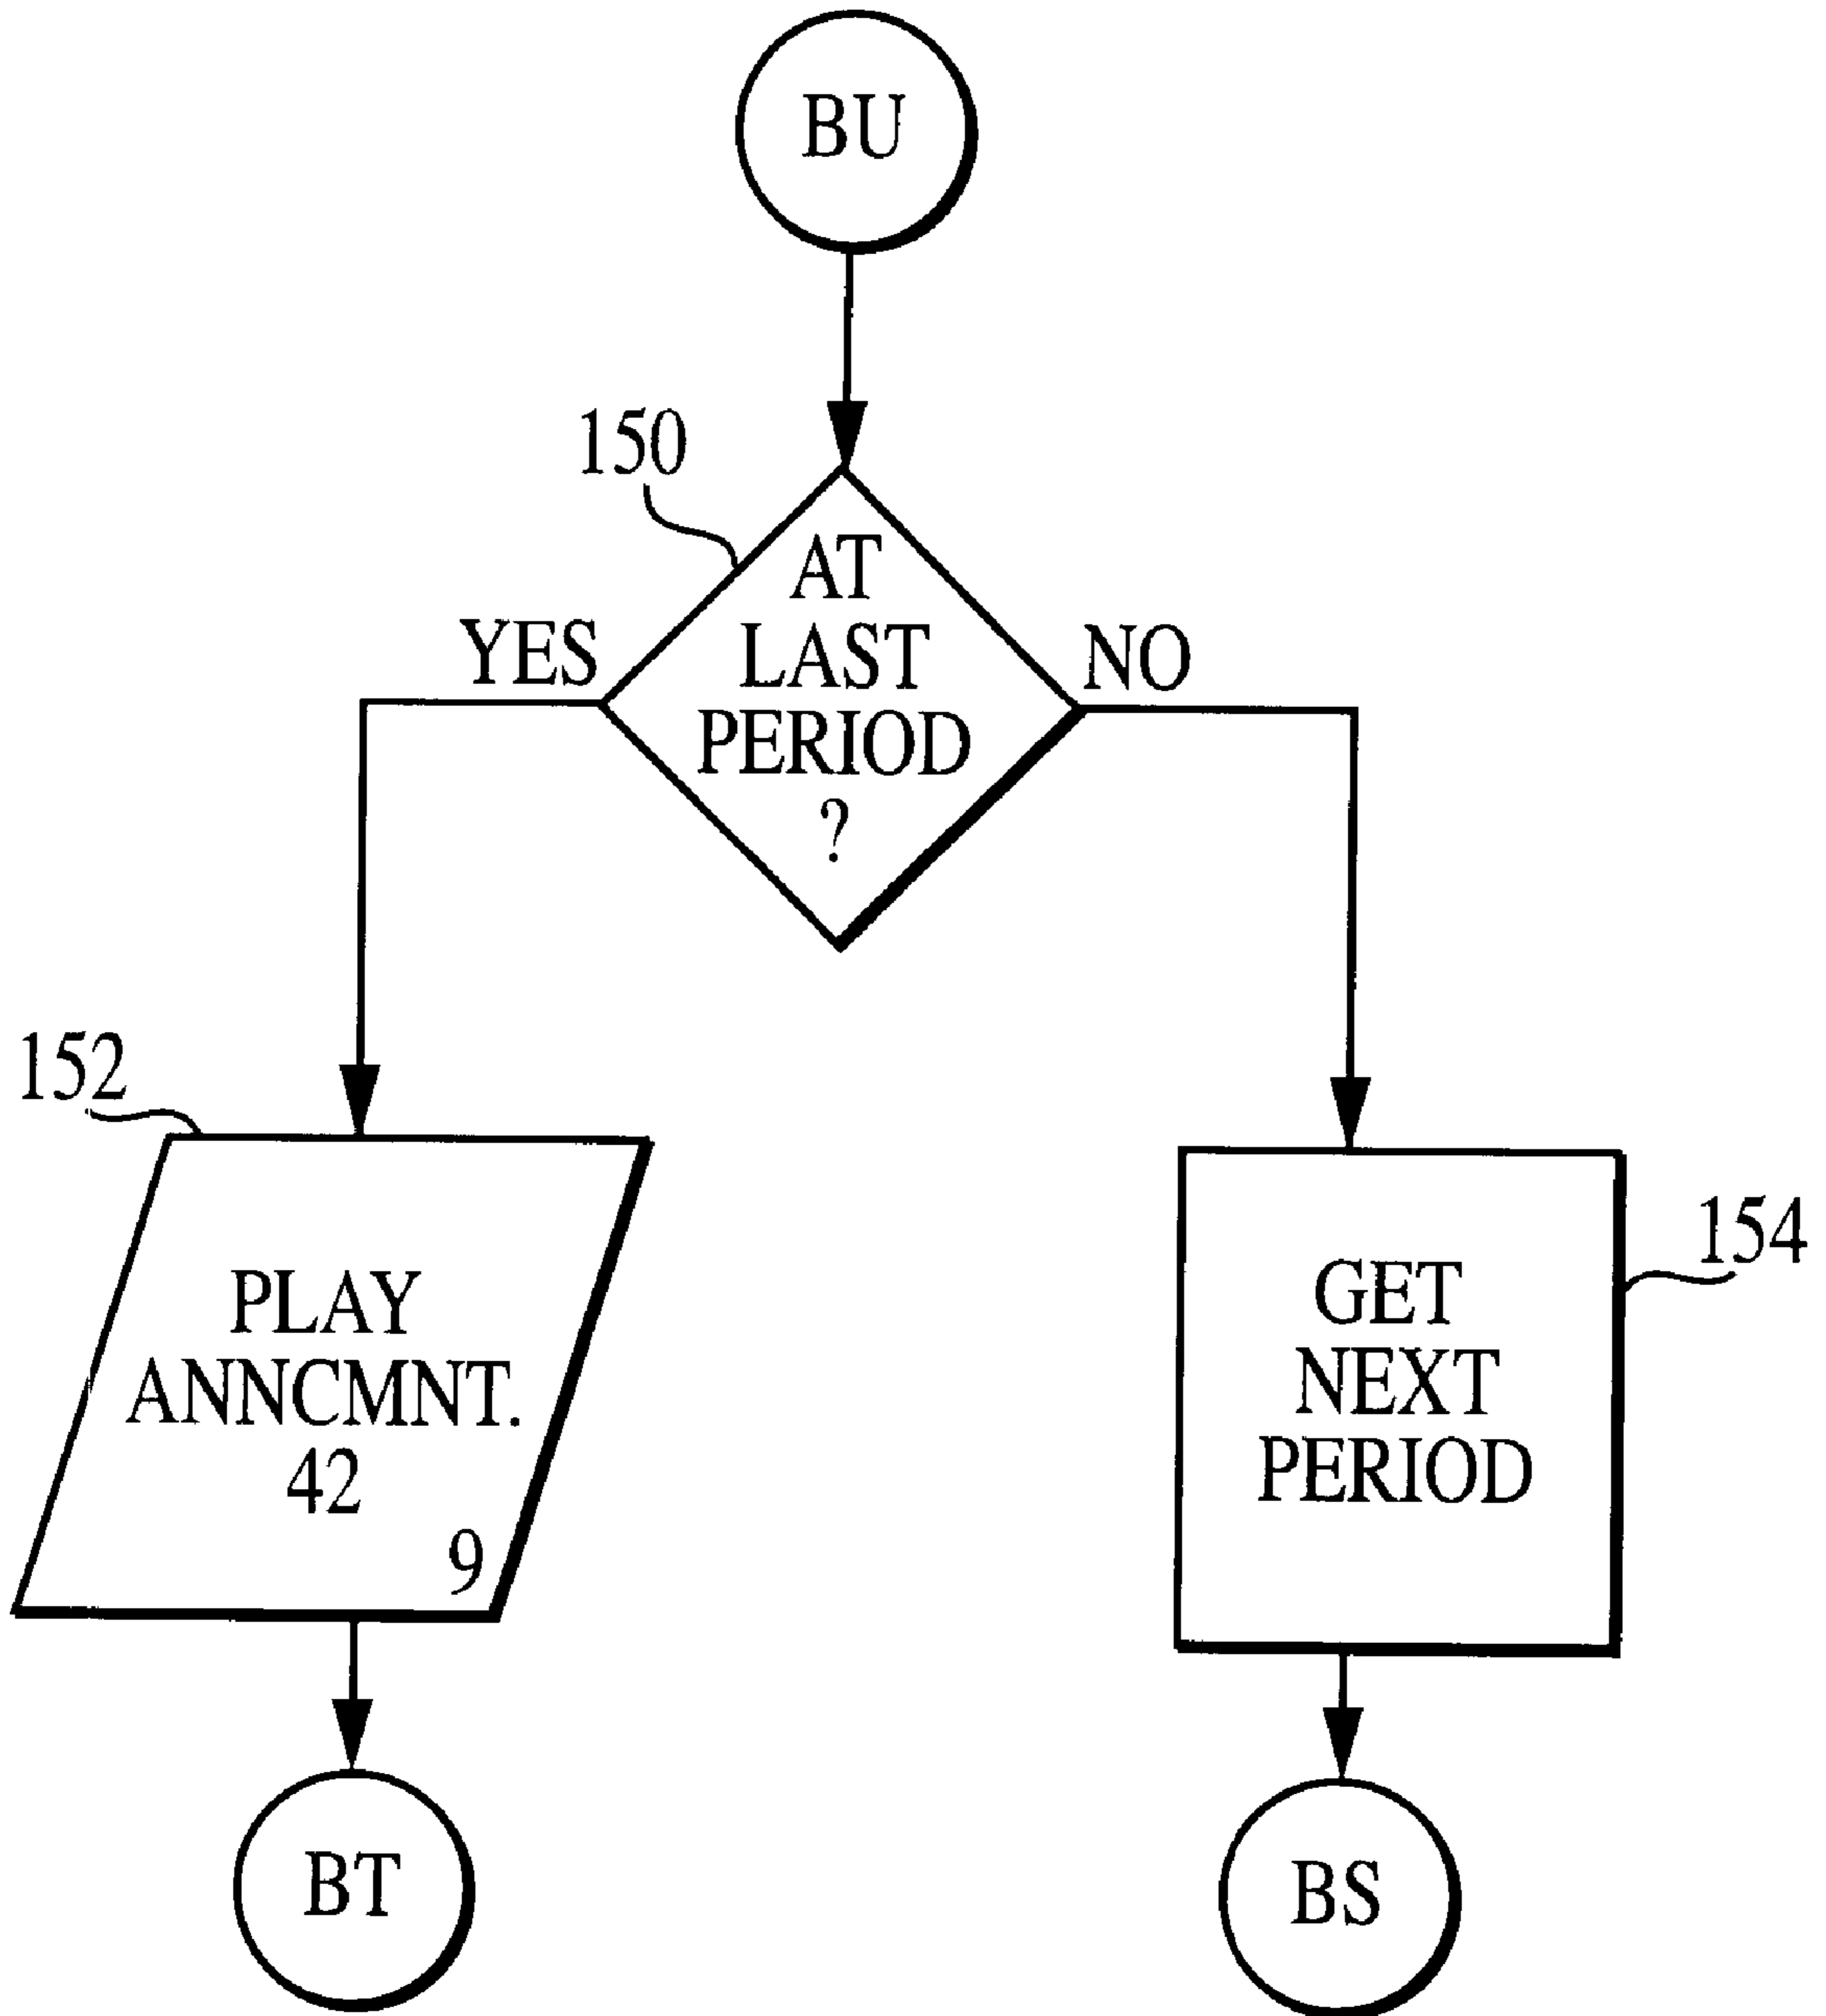 BU
150
AT
LAST
PERIOD
?
YES
NO
152
PLAY
ANNCMNT.
42
9
154
GET
NEXT
PERIOD
BT
BS